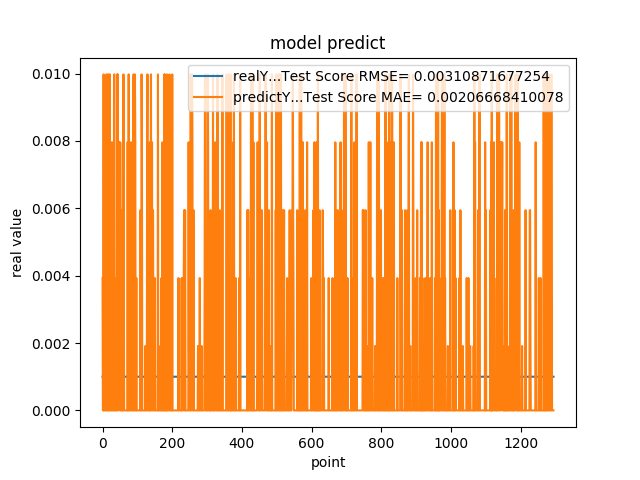 model predict
realY...Test Score RMSE= 0.00310871677254
predictY...Test Score MAE= 0.00206668410078
real value
0.010
0.008
0.006
0.004
0.002
0.000
0 200 400 600 800 1000 1200
point